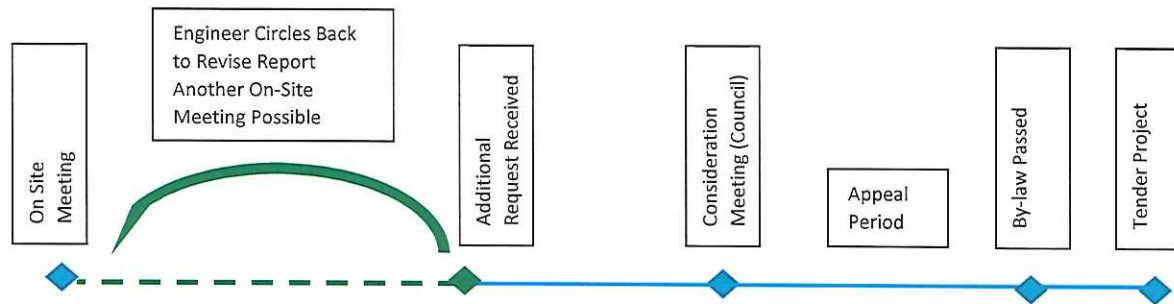 On Site
Meeting
Engineer Circles Back
to Revise Report
Another On-Site
Meeting Possible
Additional
Request Received
Consideration
Meeting (Council)
Appeal
Period
By-law Passed
Tender Project